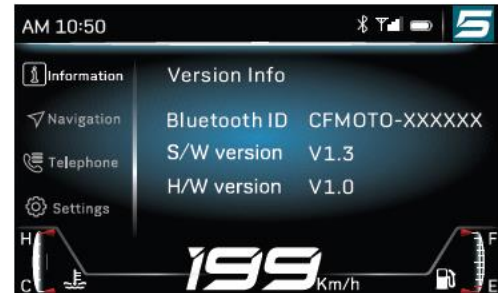 AM 10:50
S
Information
Version Info
Navigation
Bluetooth ID CFMOTO-XXXXXX
Telephone
S/W version V1.3
H/W version V1.0
Settings
H
F
199 Km/h
C
E